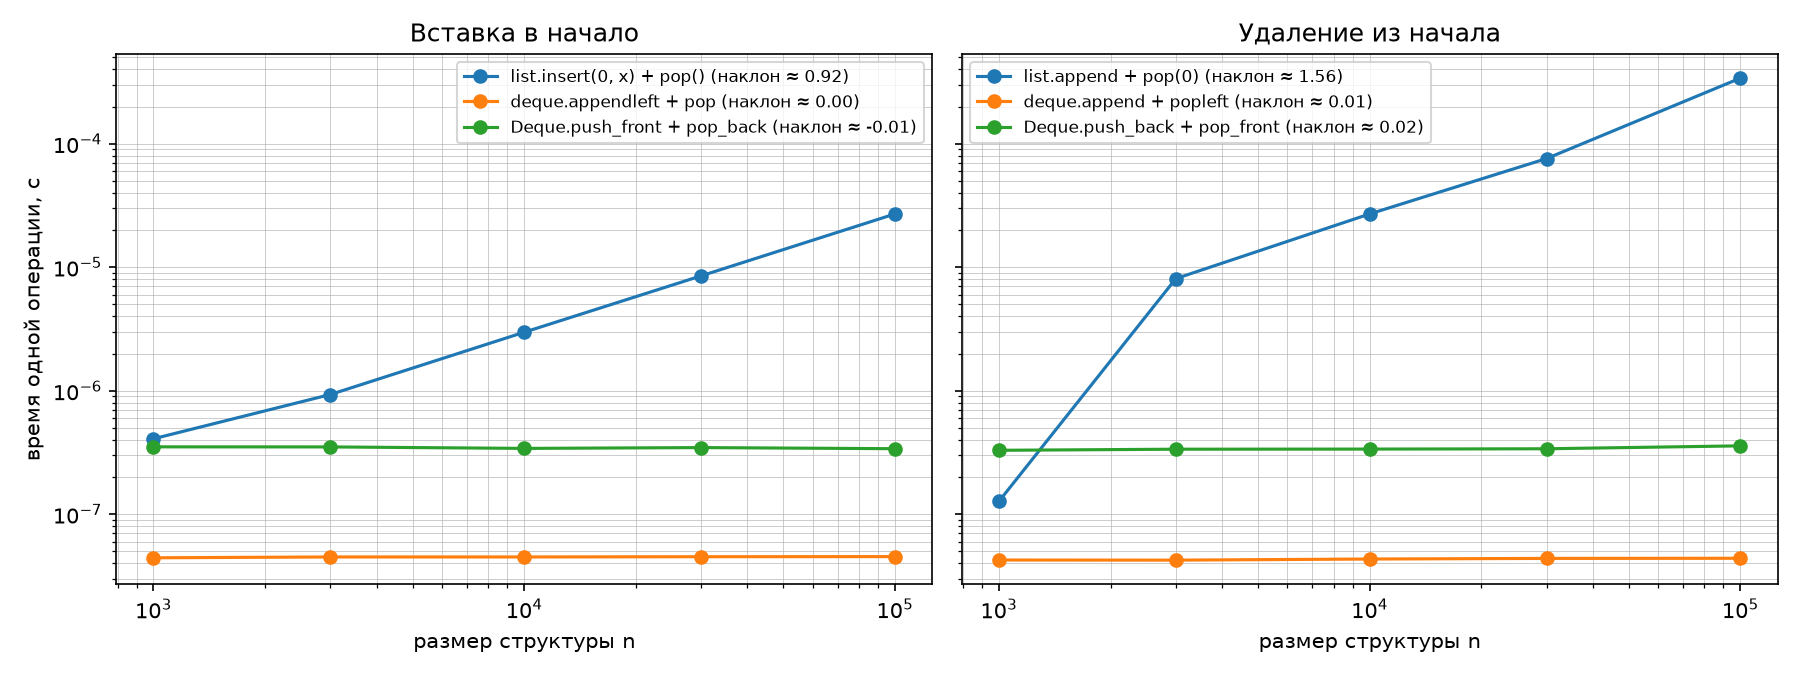 Вставка в начало
list.insert(0, x) + pop() (наклон ≈ 0.92)
deque.appendleft + pop (наклон ≈ 0.00)
Deque.push_front + pop_back (наклон ≈ -0.01)
время одной операции, с
10⁻⁴
10⁻⁵
10⁻⁶
10⁻⁷
10³
10⁴
10⁵
размер структуры n
Удаление из начала
list.append + pop(0) (наклон ≈ 1.56)
deque.append + popleft (наклон ≈ 0.01)
Deque.push_back + pop_front (наклон ≈ 0.02)
10³
10⁴
10⁵
размер структуры n